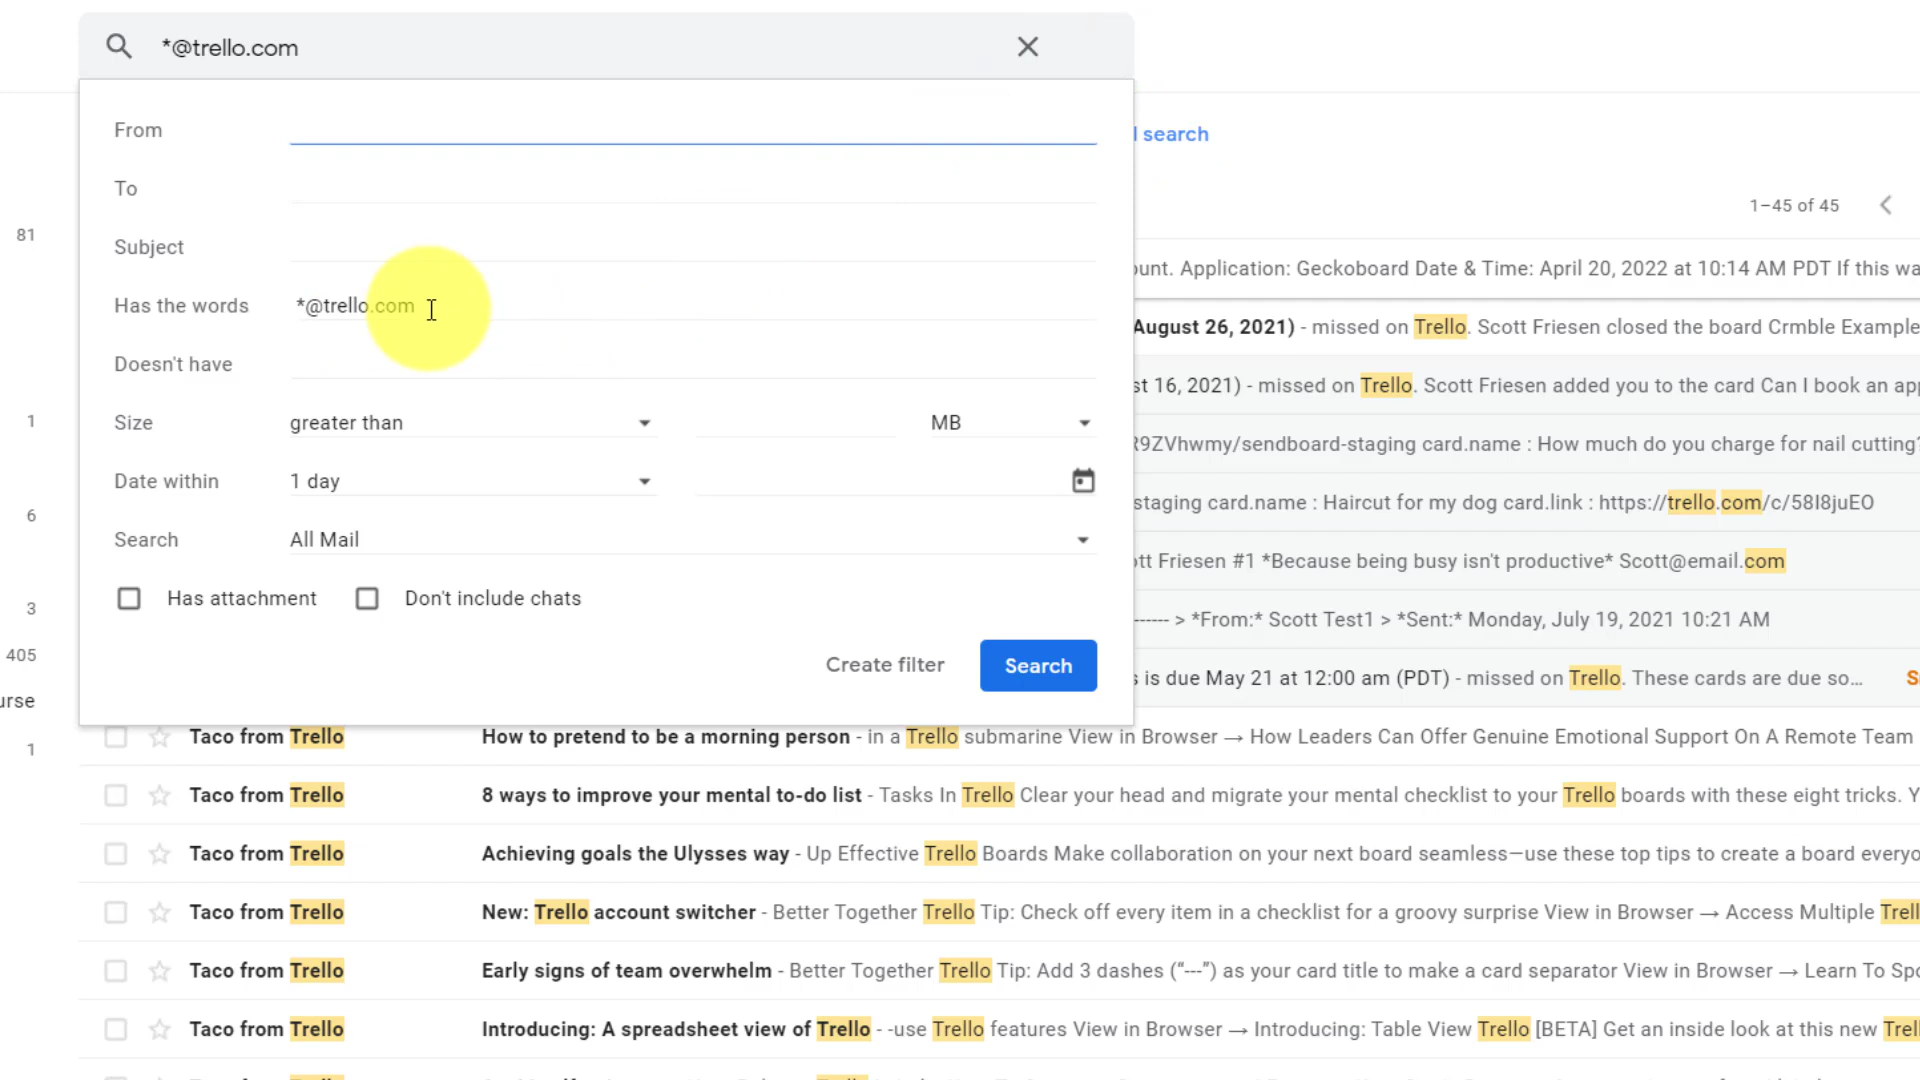 *@trello.com
From
To
Subject
Has the words *@trello.com
Doesn't have
Size greater than MB
Date within 1 day
Search All Mail
Has attachment Don't include chats
Create filter Search
search
1–45 of 45
81
1
6
3
405
urse
1
unt. Application: Geckoboard Date & Time: April 20, 2022 at 10:14 AM PDT If this wa
August 26, 2021) - missed on Trello. Scott Friesen closed the board Crmble Example
st 16, 2021) - missed on Trello. Scott Friesen added you to the card Can I book an app
R9ZVhwmy/sendboard-staging card.name : How much do you charge for nail cutting?
staging card.name : Haircut for my dog card.link : https://trello.com/c/58I8juEO
tt Friesen #1 *Because being busy isn't productive* Scott@email.com
------ > *From:* Scott Test1 > *Sent:* Monday, July 19, 2021 10:21 AM
s is due May 21 at 12:00 am (PDT) - missed on Trello. These cards are due so... S
Taco from Trello How to pretend to be a morning person - in a Trello submarine View in Browser → How Leaders Can Offer Genuine Emotional Support On A Remote Team
Taco from Trello 8 ways to improve your mental to-do list - Tasks In Trello Clear your head and migrate your mental checklist to your Trello boards with these eight tricks. Y
Taco from Trello Achieving goals the Ulysses way - Up Effective Trello Boards Make collaboration on your next board seamless—use these top tips to create a board everyo
Taco from Trello New: Trello account switcher - Better Together Trello Tip: Check off every item in a checklist for a groovy surprise View in Browser → Access Multiple Trell
Taco from Trello Early signs of team overwhelm - Better Together Trello Tip: Add 3 dashes (“---”) as your card title to make a card separator View in Browser → Learn To Spo
Taco from Trello Introducing: A spreadsheet view of Trello - -use Trello features View in Browser → Introducing: Table View Trello [BETA] Get an inside look at this new Trell